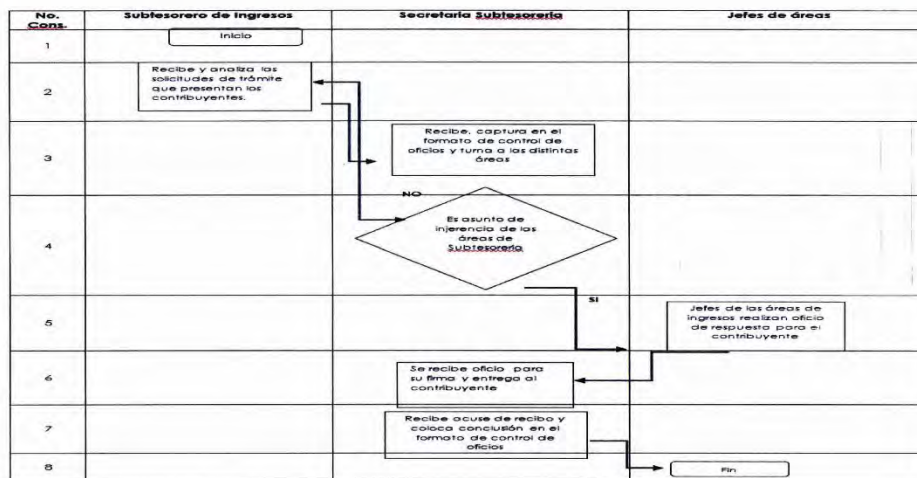 No. Cons.
Subtesorero de Ingresos
Secretaria Subtesorería
Jefes de áreas
1
Inicio
2
Recibe y analiza las
solicitudes de trámite
que presentan los
contribuyentes.
3
Recibe, captura en el
formato de control de
oficios y turna a las distintas
áreas
NO
4
Es asunto de
injerencia de las
áreas de
Subtesorería
SI
5
Jefes de las áreas de
ingresos realizan oficio
de respuesta para el
contribuyente
6
Se recibe oficio para
su firma y entrega al
contribuyente
7
Recibe acuse de recibo y
coloca conclusión en el
formato de control de
oficios
8
Fin